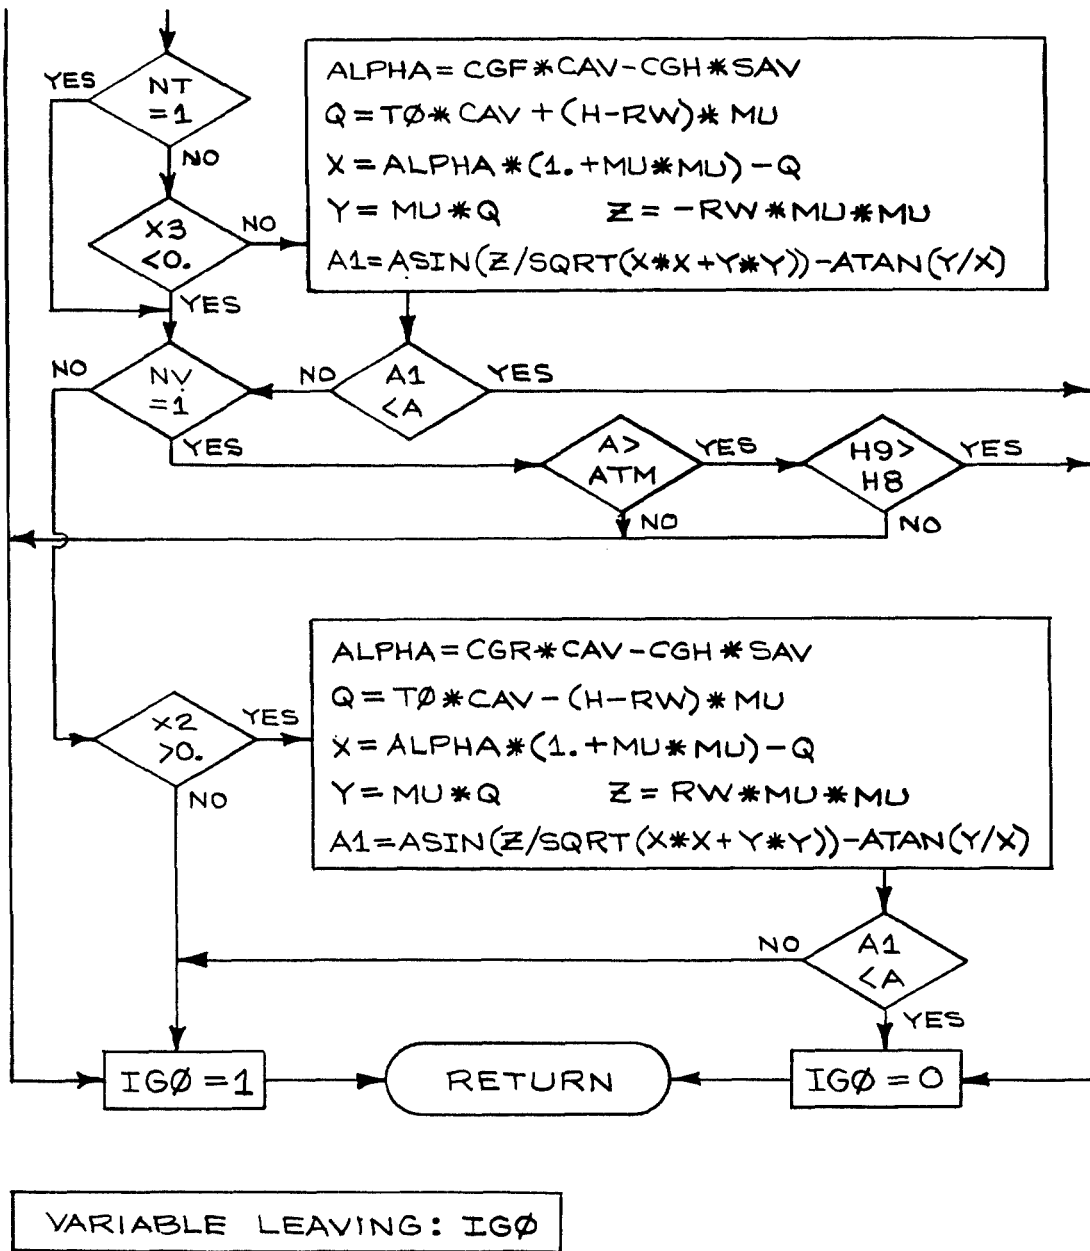 YES
NT
=1
NO
ALPHA=CGF*CAV-CGH*SAV
Q=TØ*CAV+(H-RW)*MU
X=ALPHA*(1.+MU*MU)-Q
Y=MU*Q Z=-RW*MU*MU
A1=ASIN(Z/SQRT(X*X+Y*Y))-ATAN(Y/X)
X3
<0.
NO
YES
NO
NV
=1
YES
NO
A1
<A
YES
A>
ATM
YES
NO
H9>
H8
YES
NO
ALPHA=CGR*CAV-CGH*SAV
Q=TØ*CAV-(H-RW)*MU
X=ALPHA*(1.+MU*MU)-Q
Y=MU*Q Z=RW*MU*MU
A1=ASIN(Z/SQRT(X*X+Y*Y))-ATAN(Y/X)
X2
>0.
YES
NO
NO
A1
<A
YES
IGØ=1
RETURN
IGØ=0
VARIABLE LEAVING: IGØ